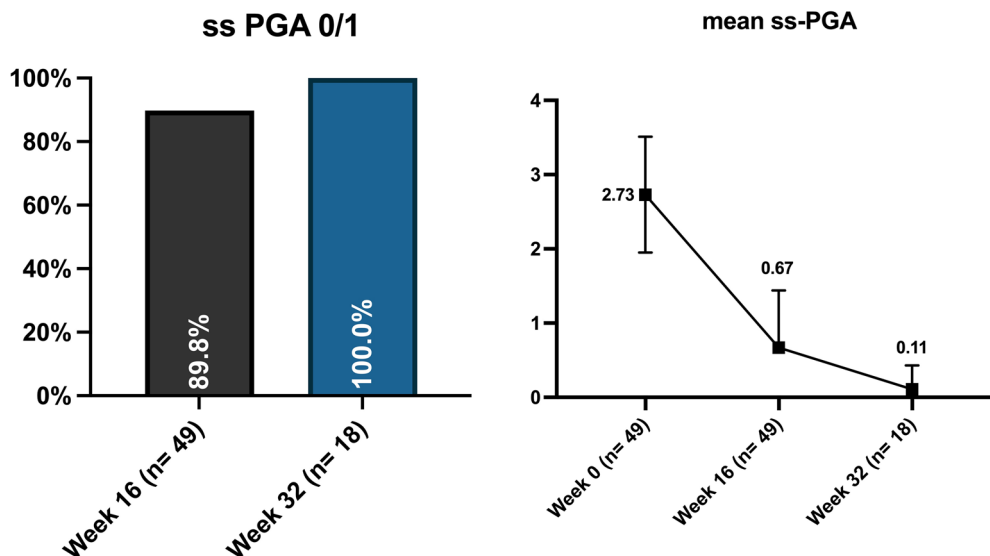 ss PGA 0/1
100%
80%
60%
40%
20%
0%
89.8%
100.0%
Week 16 (n= 49)
Week 32 (n= 18)
mean ss-PGA
4
3
2
1
0
2.73
0.67
0.11
Week 0 (n= 49)
Week 16 (n= 49)
Week 32 (n= 18)